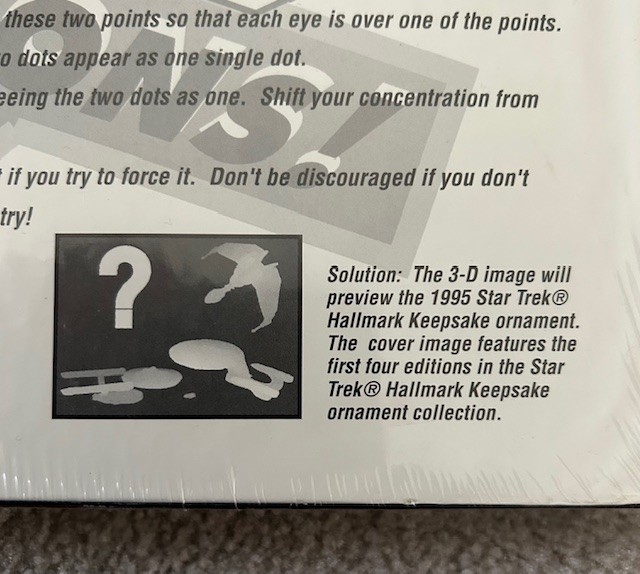 these two points so that each eye is over one of the points.
o dots appear as one single dot.
eeing the two dots as one. Shift your concentration from
ONS!
if you try to force it. Don't be discouraged if you don't
try!
?
Solution: The 3-D image will
preview the 1995 Star Trek®
Hallmark Keepsake ornament.
The cover image features the
first four editions in the Star
Trek® Hallmark Keepsake
ornament collection.